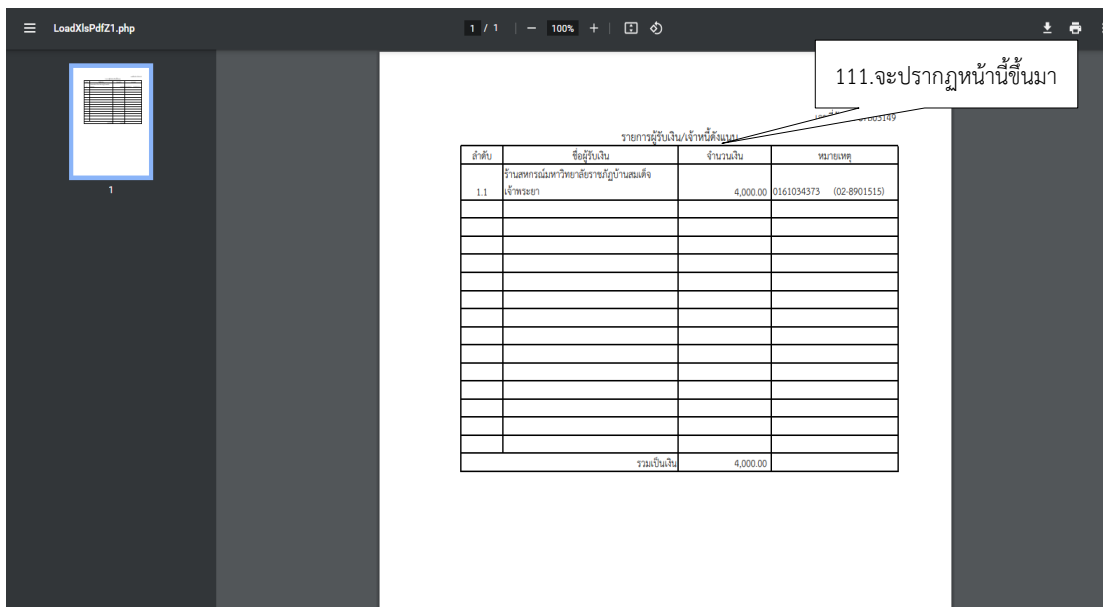 LoadXlsPdfZ1.php
1 / 1
100%
111.จะปรากฏหน้านี้ขึ้นมา
รายการผู้รับเงิน/เจ้าหนี้ดังแนบ
ลำดับ ชื่อผู้รับเงิน จำนวนเงิน หมายเหตุ
ร้านสหกรณ์มหาวิทยาลัยราชภัฏบ้านสมเด็จ
1.1 เจ้าพระยา 4,000.00 0161034373 (02-8901515)
รวมเป็นเงิน 4,000.00
1